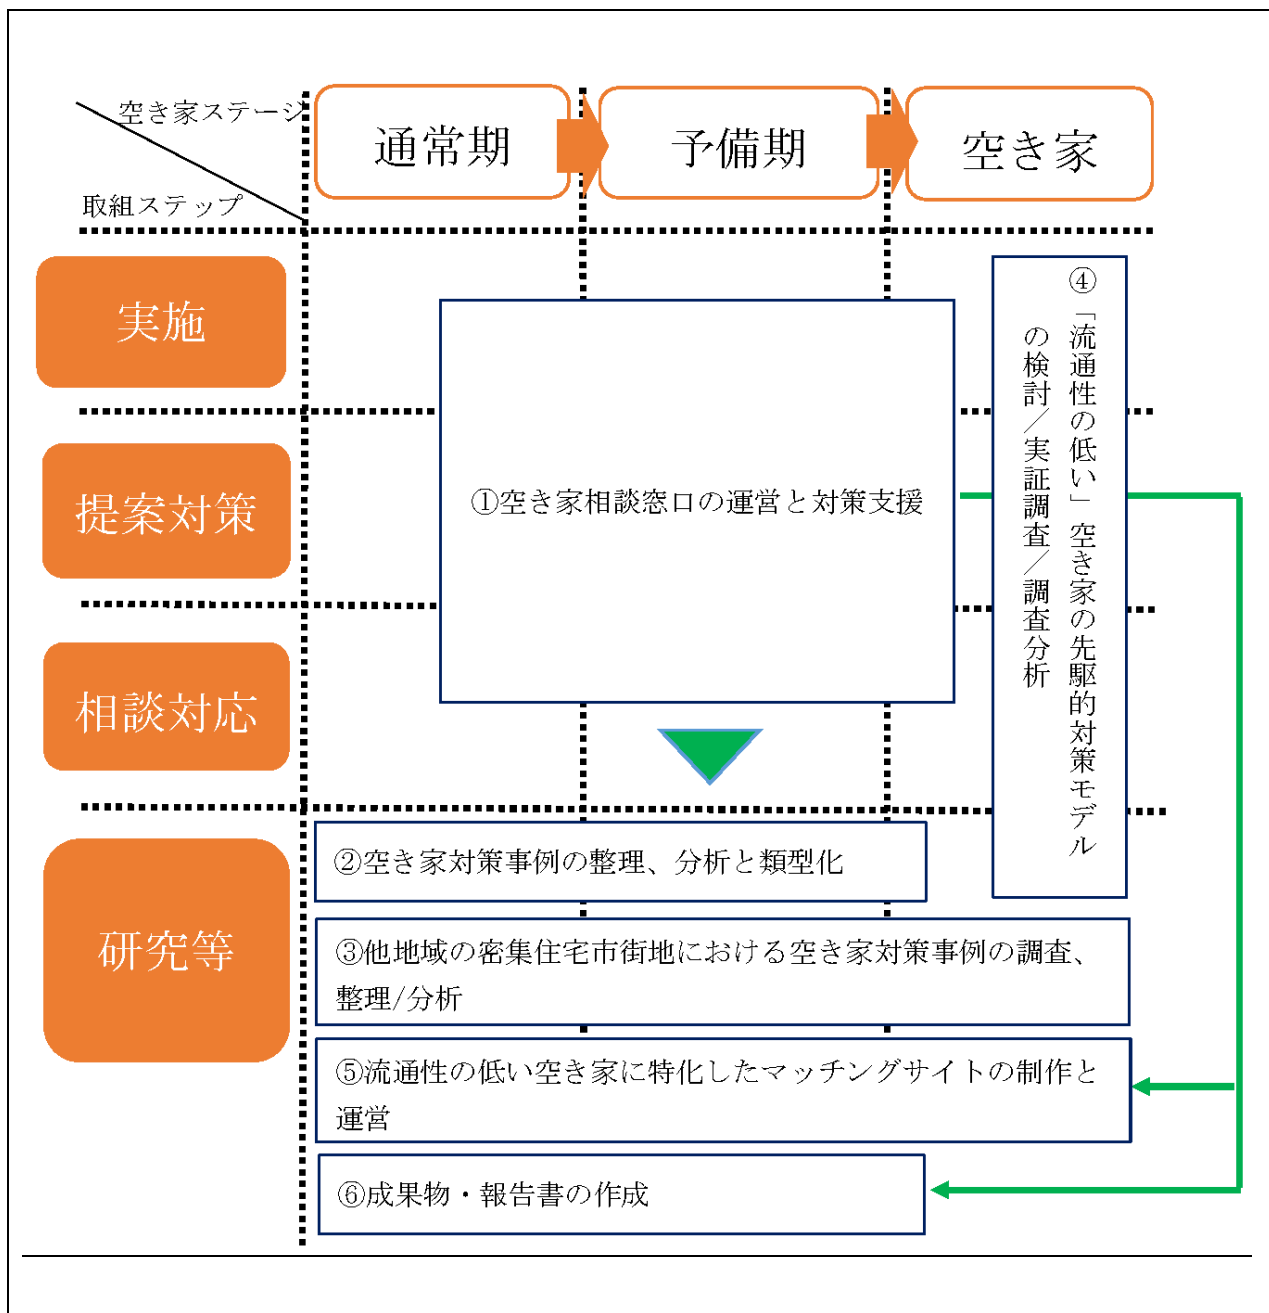 空き家ステージ
取組ステップ
通常期
予備期
空き家
実施
提案対策
相談対応
研究等
①空き家相談窓口の運営と対策支援
④「流通性の低い」空き家の先駆的対策モデル
の検討/実証調査/調査分析
②空き家対策事例の整理、分析と類型化
③他地域の密集住宅市街地における空き家対策事例の調査、
整理/分析
⑤流通性の低い空き家に特化したマッチングサイトの制作と
運営
⑥成果物・報告書の作成